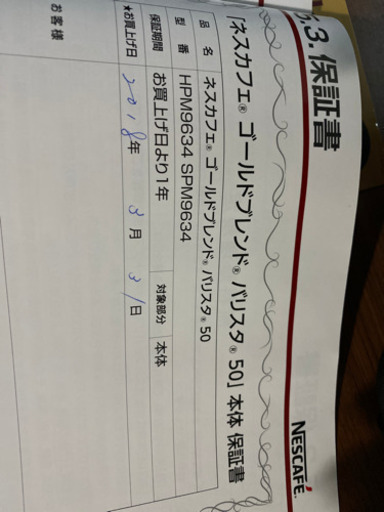 5.3. 保証書
NESCAFÉ®
「ネスカフェ® ゴールドブレンド® バリスタ® 50」本体 保証書
品 名 ネスカフェ® ゴールドブレンド® バリスタ® 50
型 番 HPM9634 SPM9634
保証期間 お買上げ日より1年 対象部分 本体
★お買上げ日 2018年 3月 31日
お客様